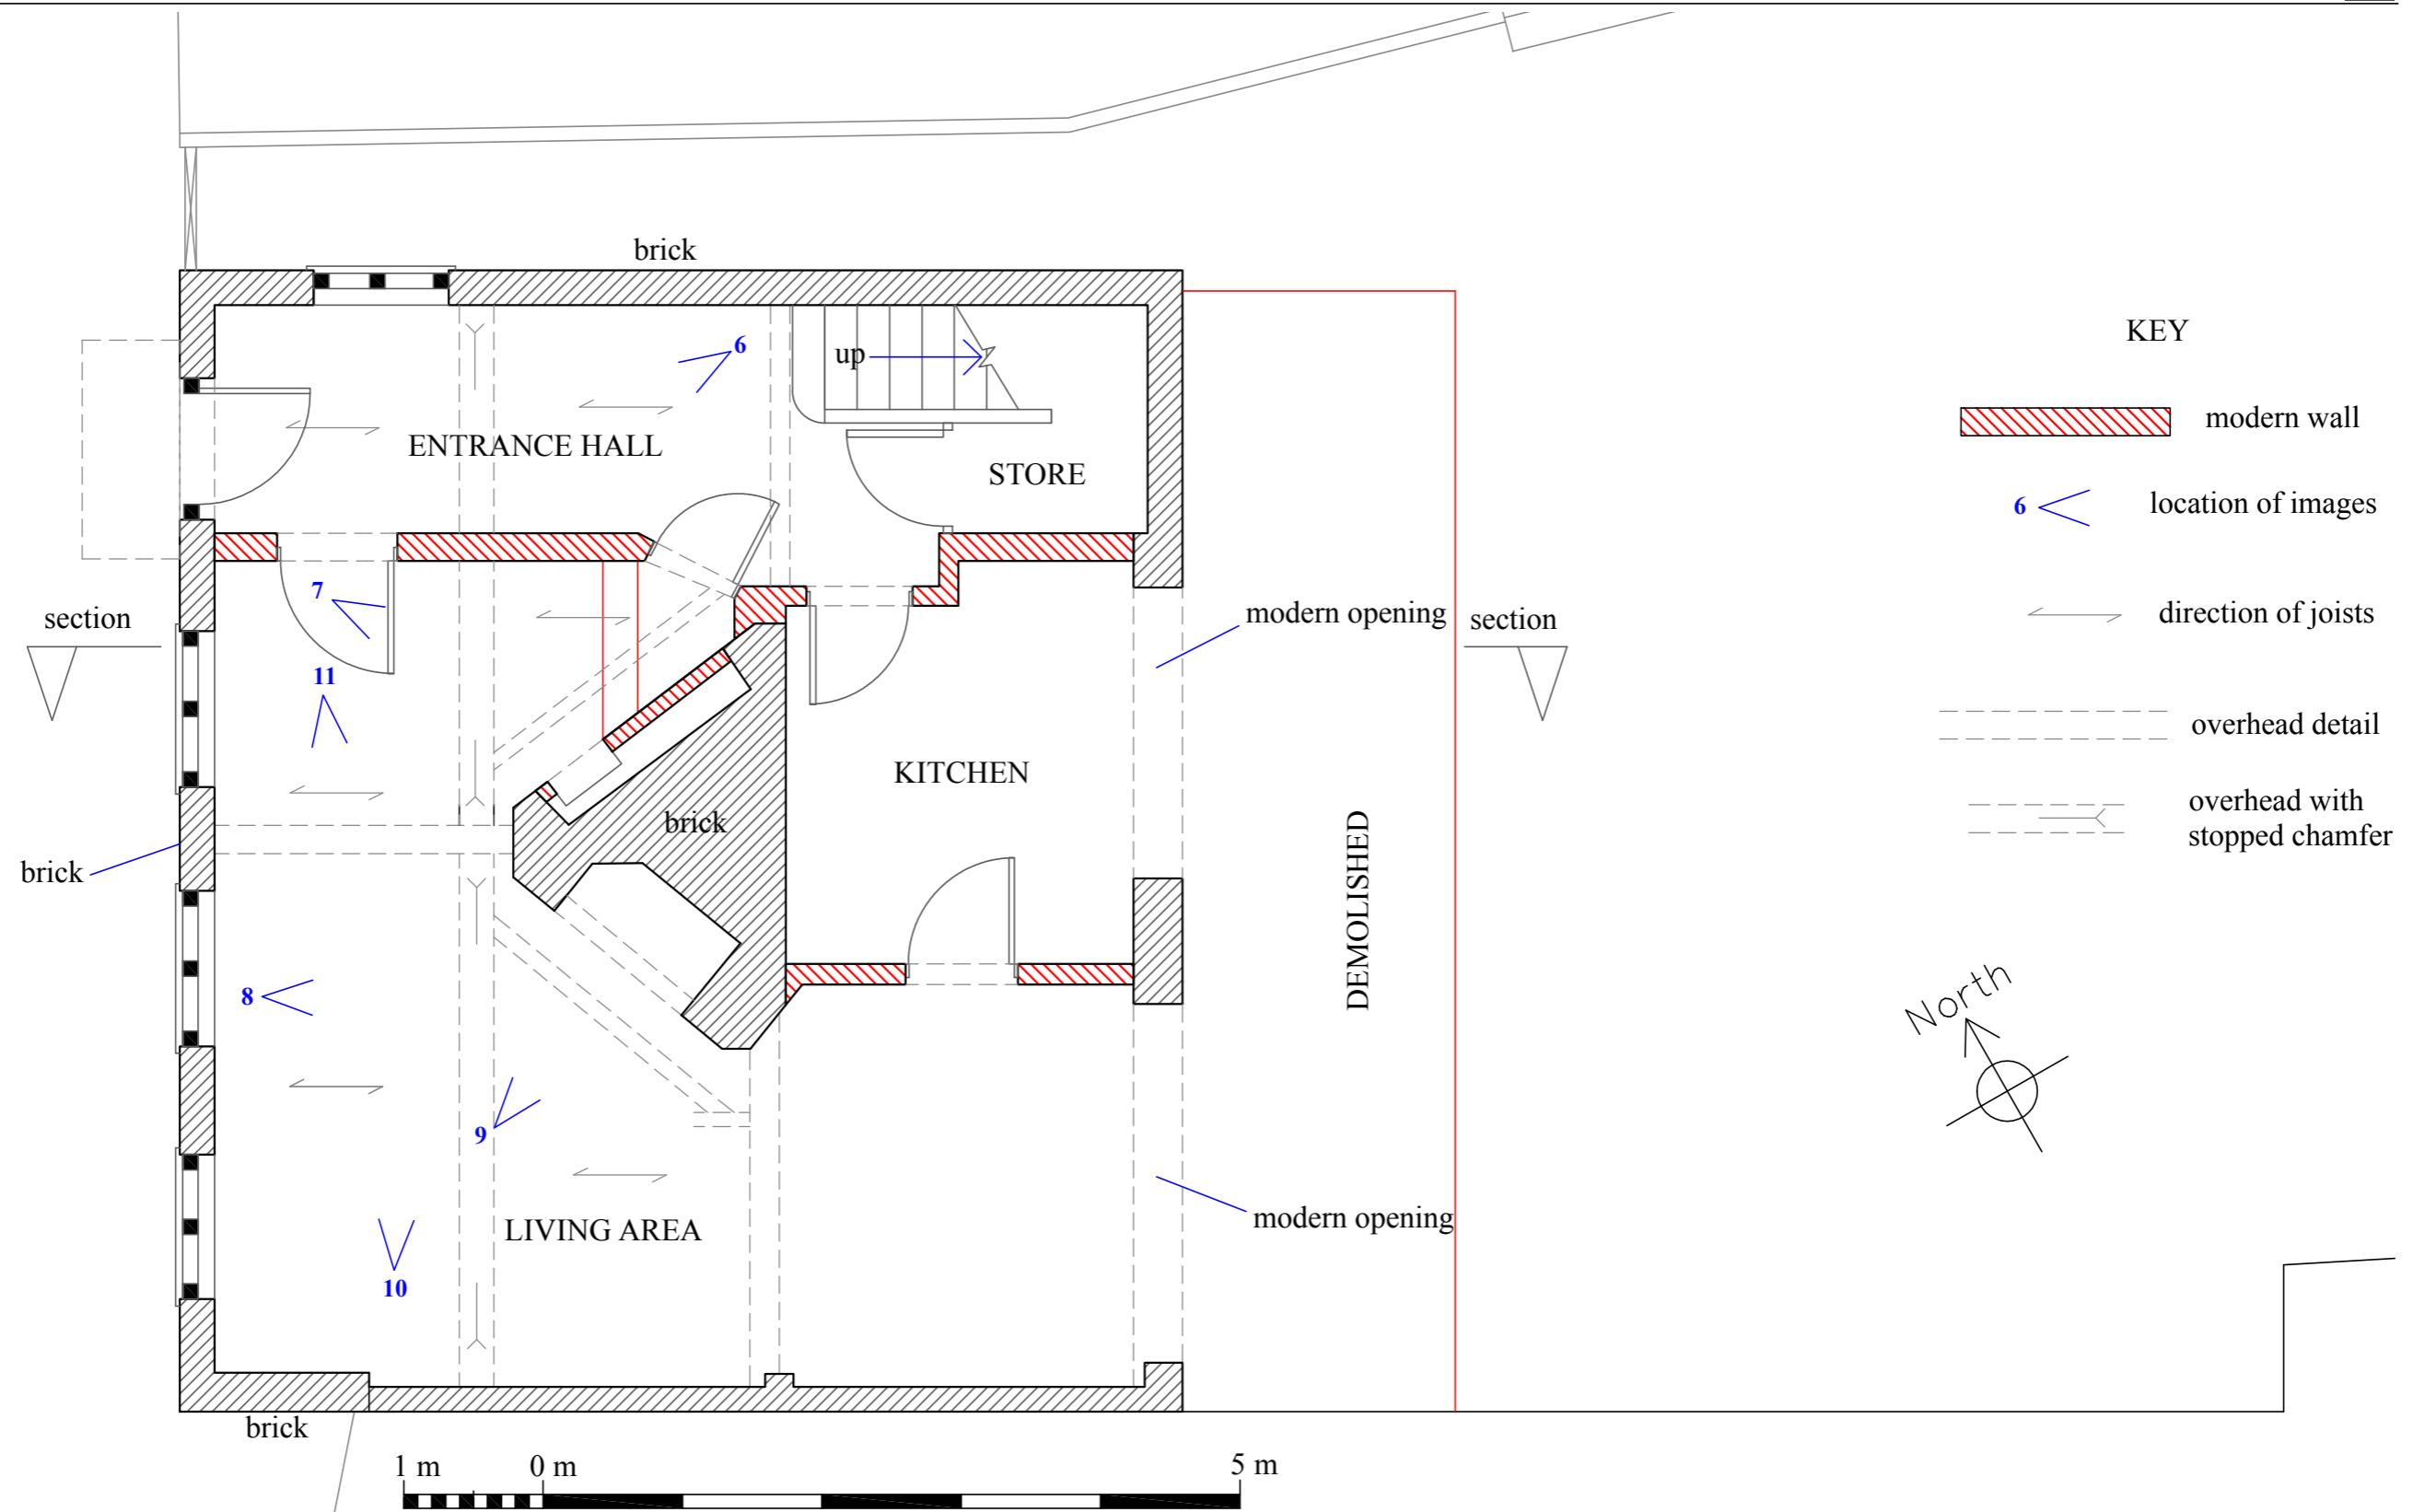 brick
KEY
6
up
modern wall
ENTRANCE HALL
STORE
6
location of images
7
section
modern opening
section
direction of joists
11
overhead detail
KITCHEN
brick
overhead with
stopped chamfer
brick
DEMOLISHED
8
North
9
LIVING AREA
modern opening
10
brick
1 m
0 m
5 m